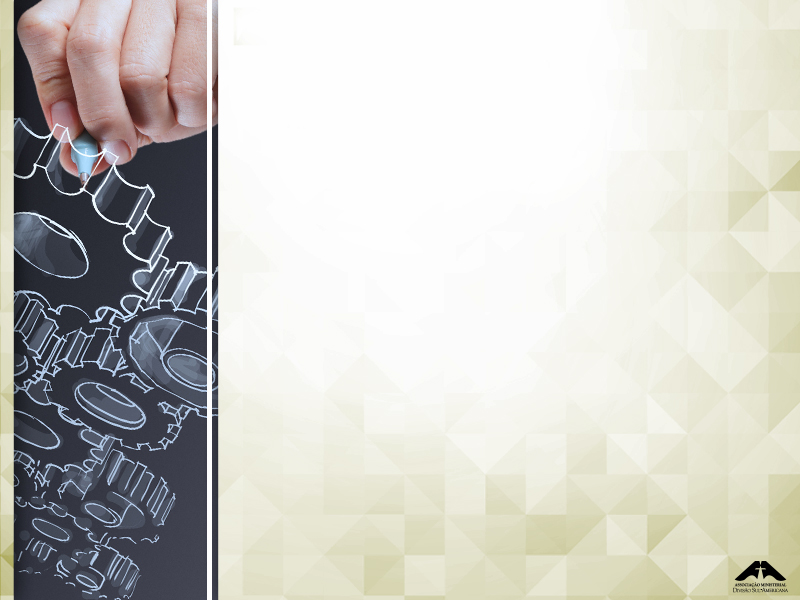 ASSOCIAÇÃO MINISTERIAL
DIVISÃO SUL-AMERICANA